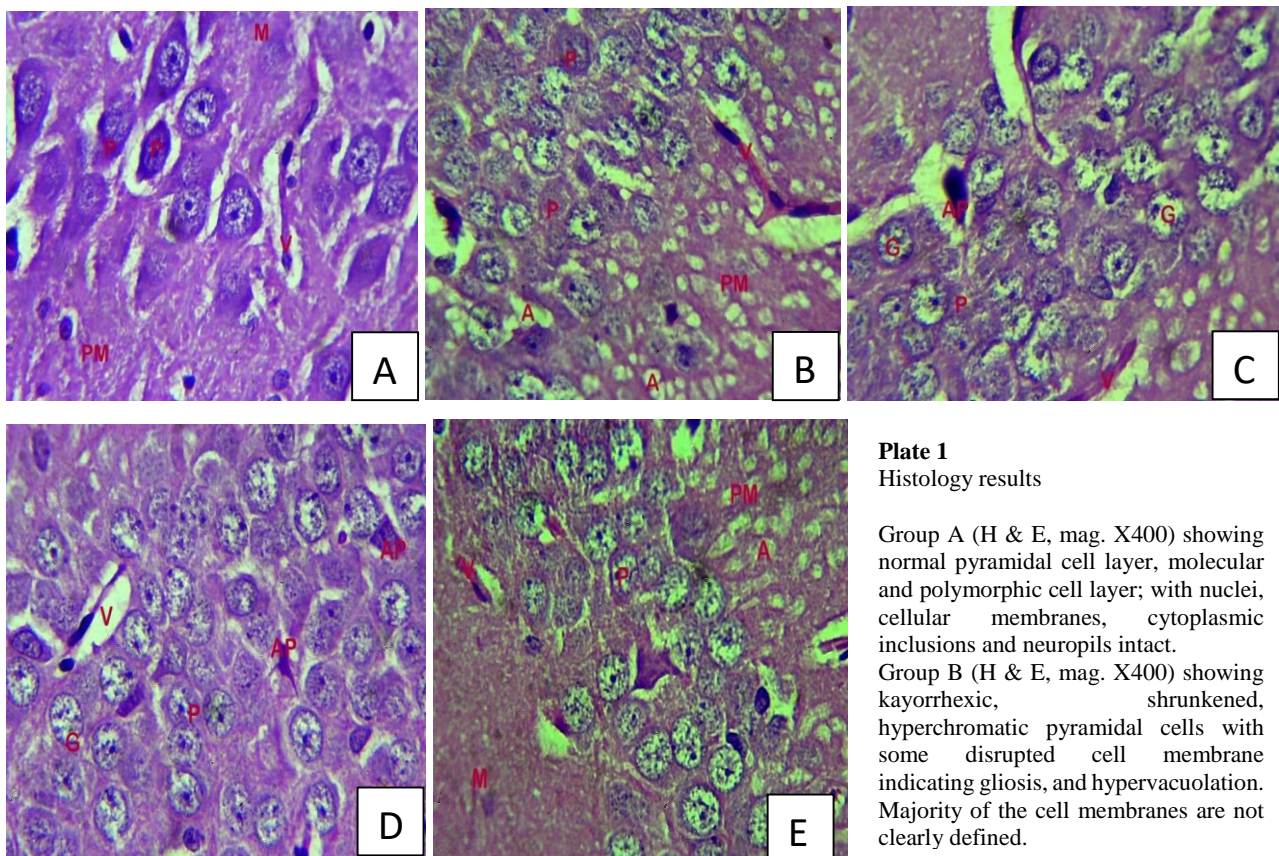 M
P
P
V
PM
A
P
V
P
PM
A
A
B
G
AP
G
P
V
C
AP
V
AP
P
G
D
PM
A
V
P
M
E
Plate 1
Histology results
Group A (H & E, mag. X400) showing
normal pyramidal cell layer, molecular
and polymorphic cell layer; with nuclei,
cellular membranes, cytoplasmic
inclusions and neuropils intact.
Group B (H & E, mag. X400) showing
kayorrhexic, shrunkened,
hyperchromatic pyramidal cells with
some disrupted cell membrane
indicating gliosis, and hypervacuolation.
Majority of the cell membranes are not
clearly defined.